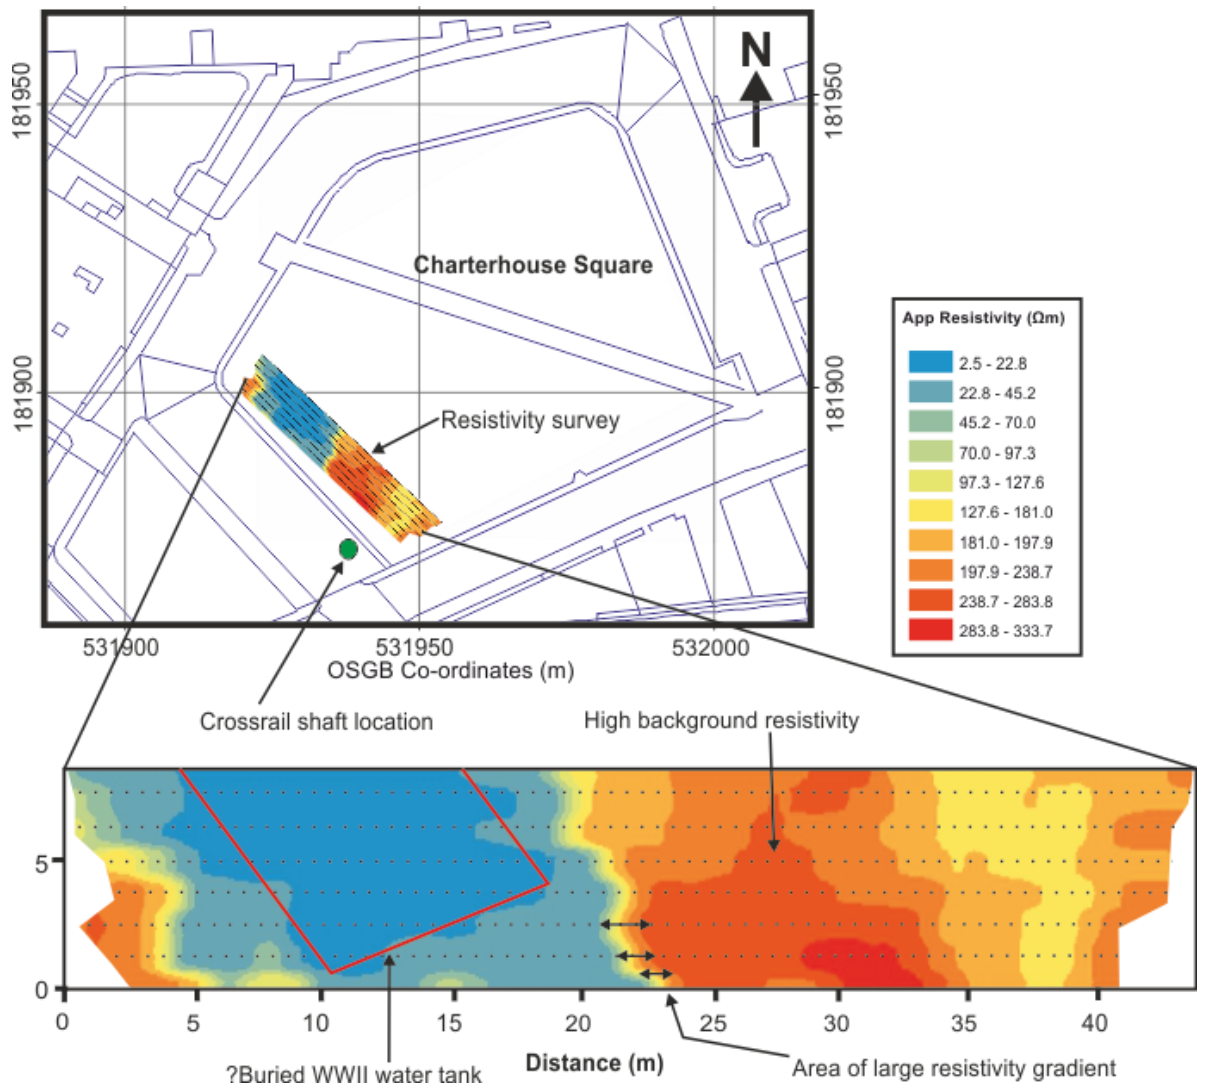 N
181950
181950
Charterhouse Square
App Resistivity (Ωm)
2.5 - 22.8
22.8 - 45.2
45.2 - 70.0
70.0 - 97.3
97.3 - 127.6
127.6 - 181.0
181.0 - 197.9
197.9 - 238.7
238.7 - 283.8
283.8 - 333.7
181900
181900
Resistivity survey
531900
531950
532000
OSGB Co-ordinates (m)
Crossrail shaft location
High background resistivity
5
0
0
5
10
15
20
25
30
35
40
?Buried WWII water tank
Distance (m)
Area of large resistivity gradient